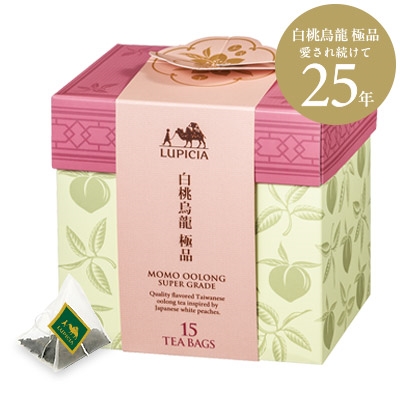 白桃烏龍 極品
愛され続けて
25年
LUPICIA
白桃烏龍 極品
MOMO OOLONG
SUPER GRADE
Quality flavored Taiwanese
oolong tea inspired by
Japanese white peaches.
15
TEA BAGS
LUPICIA